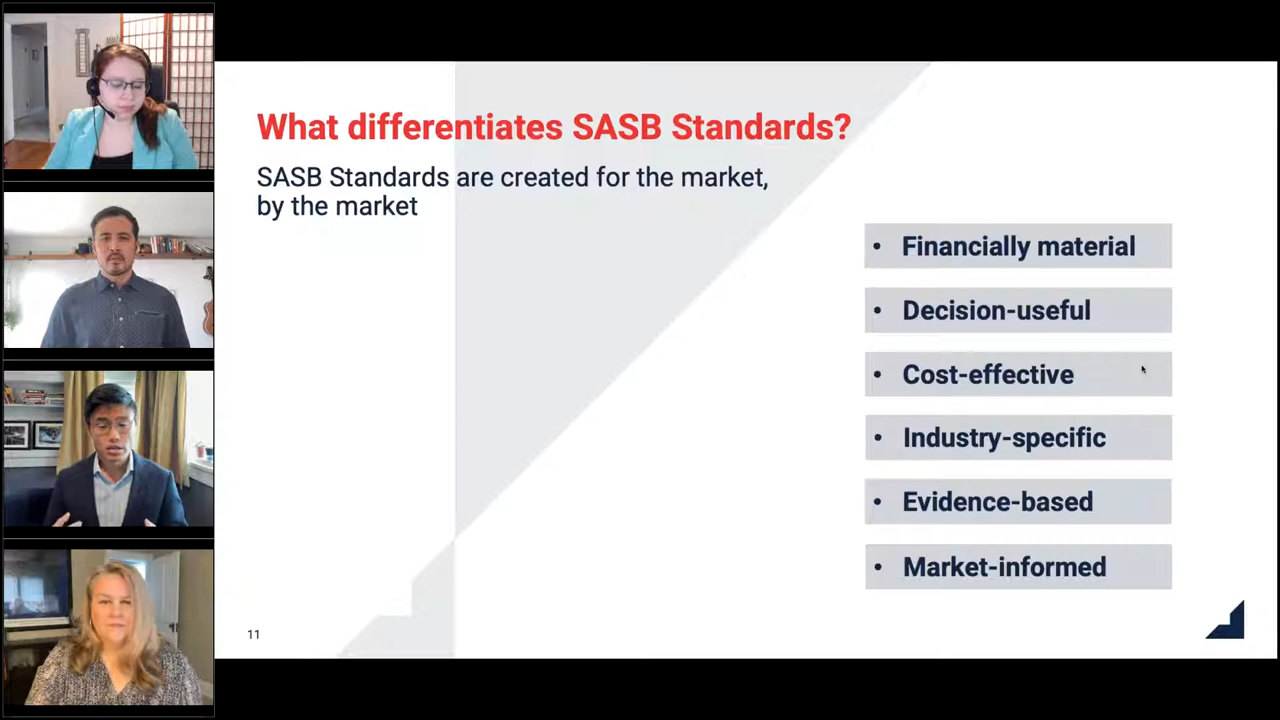 What differentiates SASB Standards?
SASB Standards are created for the market,
by the market
• Financially material
• Decision-useful
• Cost-effective
• Industry-specific
• Evidence-based
• Market-informed
11